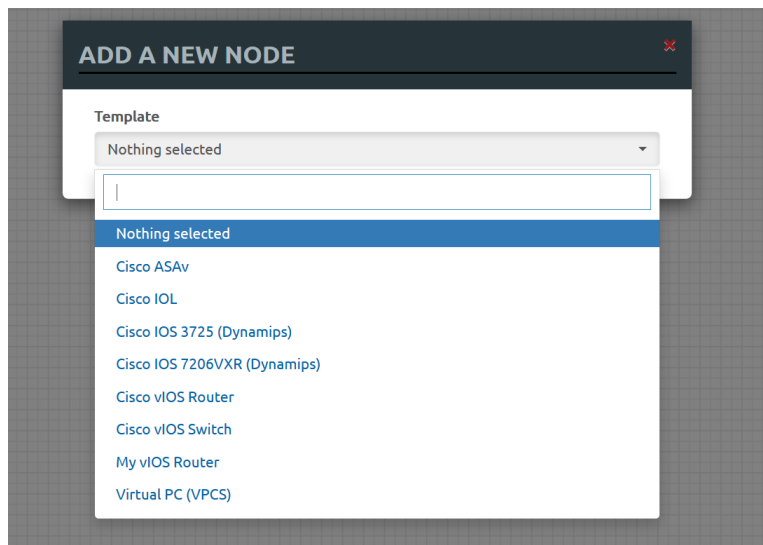 ADD A NEW NODE
Template
Nothing selected
Nothing selected
Cisco ASAv
Cisco IOL
Cisco IOS 3725 (Dynamips)
Cisco IOS 7206VXR (Dynamips)
Cisco vIOS Router
Cisco vIOS Switch
My vIOS Router
Virtual PC (VPCS)